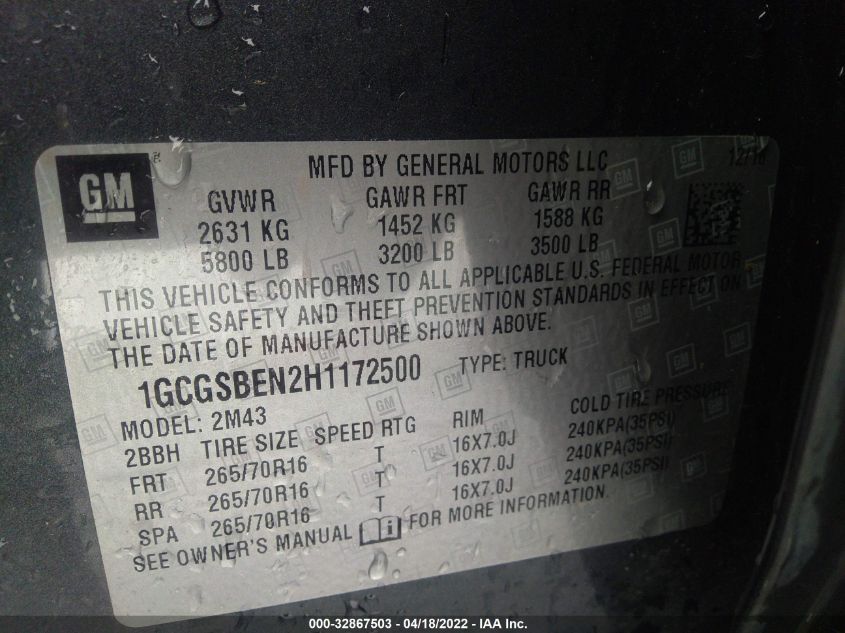 GM
MFD BY GENERAL MOTORS LLC
12/16
GVWR GAWR FRT GAWR RR
2631 KG 1452 KG 1588 KG
5800 LB 3200 LB 3500 LB
THIS VEHICLE CONFORMS TO ALL APPLICABLE U.S. FEDERAL MOTOR
VEHICLE SAFETY AND THEFT PREVENTION STANDARDS IN EFFECT ON
THE DATE OF MANUFACTURE SHOWN ABOVE.
1GCGSBEN2H1172500 TYPE: TRUCK
MODEL: 2M43
2BBH TIRE SIZE SPEED RTG RIM COLD TIRE PRESSURE
FRT 265/70R16 T 16X7.0J 240KPA(35PSI)
RR 265/70R16 T 16X7.0J 240KPA(35PSI)
SPA 265/70R16 T 16X7.0J 240KPA(35PSI)
SEE OWNER'S MANUAL i FOR MORE INFORMATION
000-32867503 - 04/18/2022 - IAA Inc.